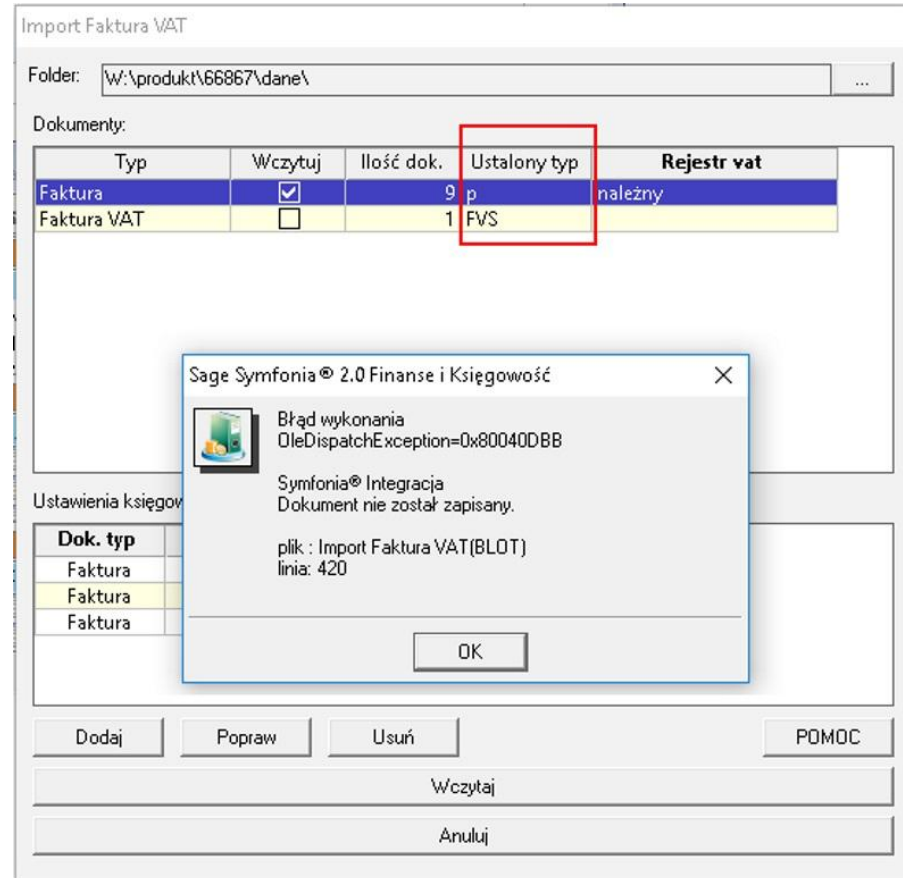 Import Faktura VAT
Folder: W:\produkt\66867\dane\ ...
Dokumenty:
Typ Wczytuj Ilość dok. Ustalony typ Rejestr vat
Faktura 9 p należny
Faktura VAT 1 FVS
Sage Symfonia® 2.0 Finanse i Księgowość
Błąd wykonania
OleDispatchException=0x80040DBB
Symfonia® Integracja
Dokument nie został zapisany.
plik : Import Faktura VAT(BLOT)
linia: 420
OK
Ustawienia księgow
Dok. typ
Faktura
Faktura
Faktura
Dodaj Popraw Usuń POMOC
Wczytaj
Anuluj